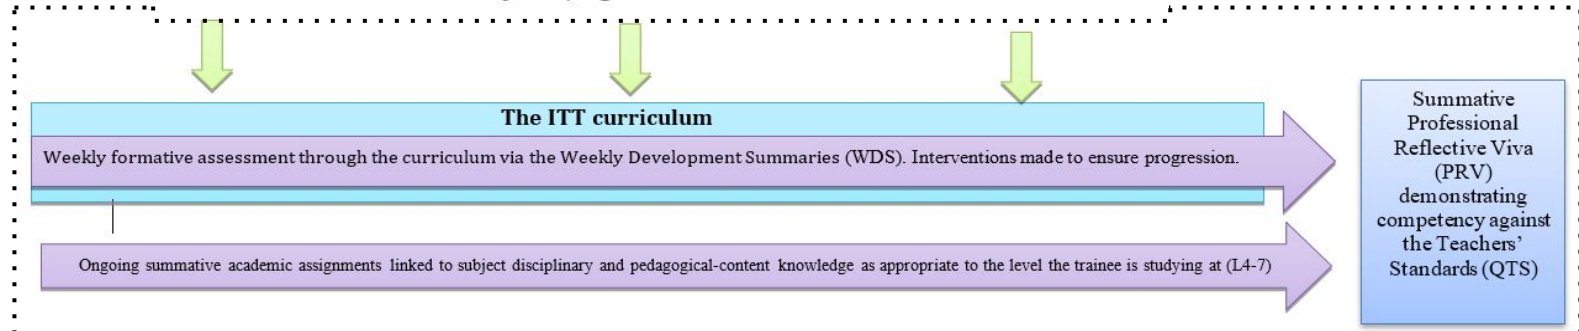 The ITT curriculum
Weekly formative assessment through the curriculum via the Weekly Development Summaries (WDS). Interventions made to ensure progression.
Ongoing summative academic assignments linked to subject disciplinary and pedagogical-content knowledge as appropriate to the level the trainee is studying at (L4-7)
Summative
Professional
Reflective Viva
(PRV)
demonstrating
competency against
the Teachers’
Standards (QTS)